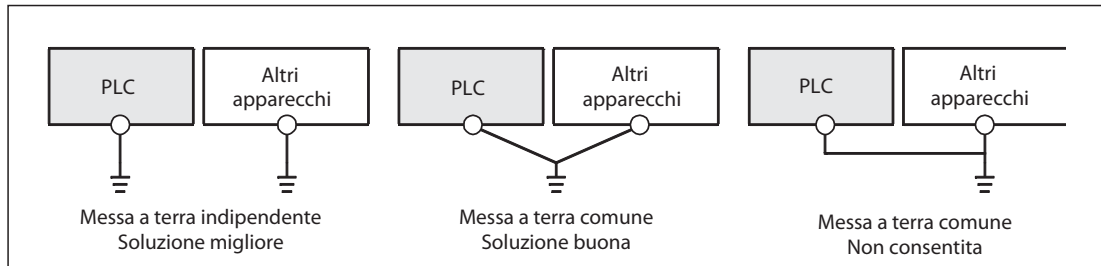 PLC
Altri
apparecchi
PLC
Altri
apparecchi
PLC
Altri
apparecchi
Messa a terra indipendente
Soluzione migliore
Messa a terra comune
Soluzione buona
Messa a terra comune
Non consentita